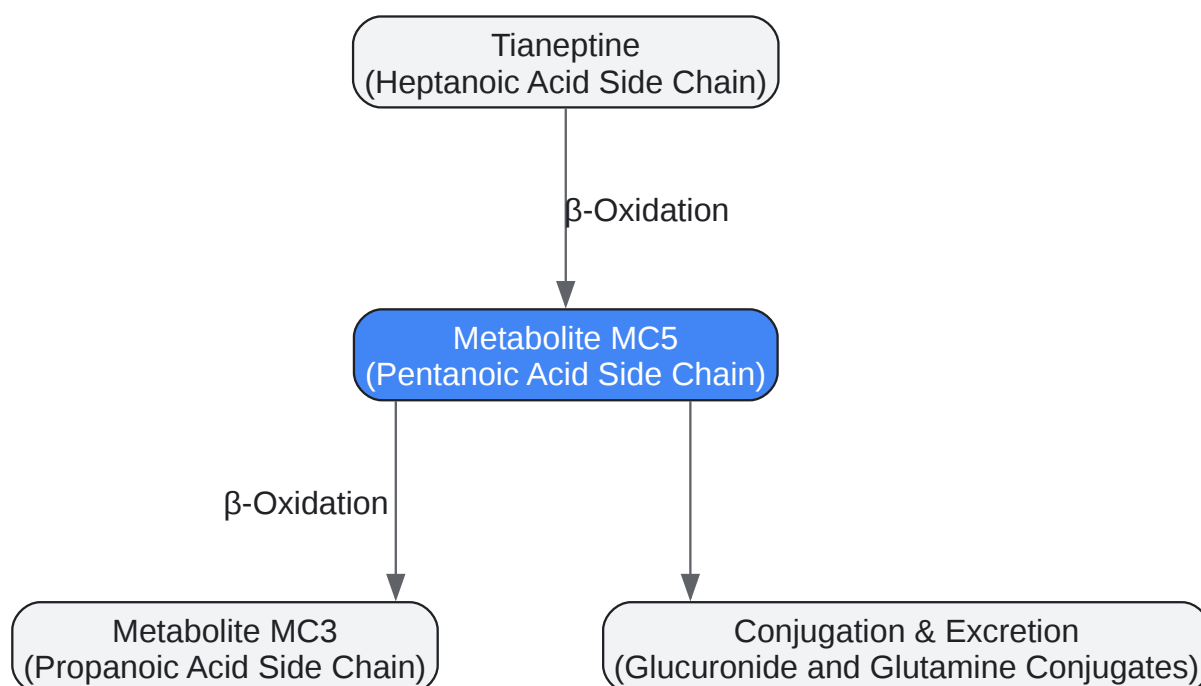 Tianeptine
(Heptanoic Acid Side Chain)
β-Oxidation
Metabolite MC5
(Pentanoic Acid Side Chain)
β-Oxidation
Metabolite MC3
(Propanoic Acid Side Chain)
Conjugation & Excretion
(Glucuronide and Glutamine Conjugates)